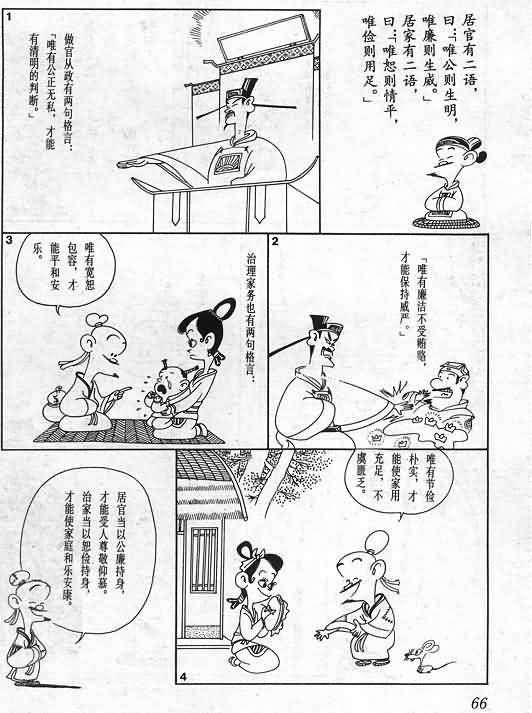 居官有二语，
曰：“唯公则生明，
唯廉则生威。”
居家有二语，
曰：“唯恕则情平，
唯俭则用足。”
1
做官从政有两句格言：
“唯有公正无私，才能
有清明的判断。”
2
“唯有廉洁不受贿赂，
才能保持威严。”
3
治理家务也有两句格言：
唯有宽恕
包容，才
能平和安
乐。
唯有节俭
朴实，才
能使家用
充足，不
虞匮乏。
4
居官当以公廉持身，
才能受人尊敬仰慕。
治家当以恕俭持身，
才能使家庭和乐安康。
66